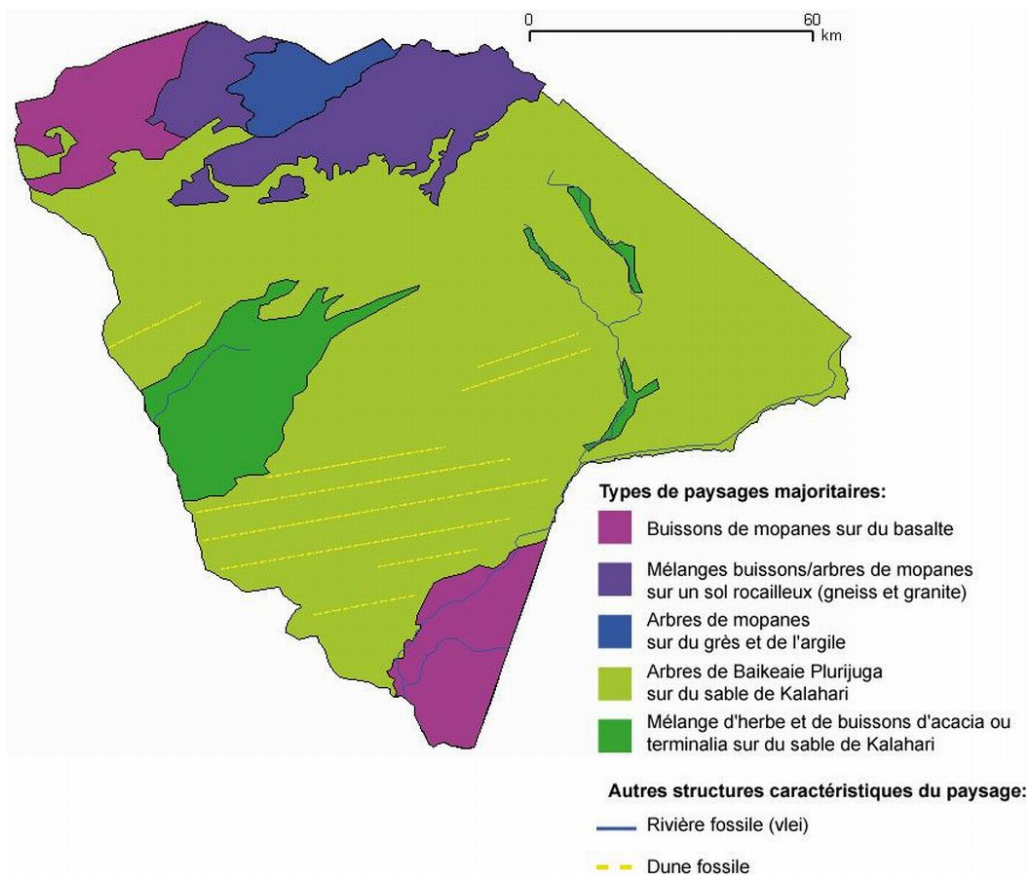 0 60
km
Types de paysages majoritaires:
Buissons de mopanes sur du basalte
Mélanges buissons/arbres de mopanes
sur un sol rocailleux (gneiss et granite)
Arbres de mopanes
sur du grès et de l'argile
Arbres de Baikeaie Plurijuga
sur du sable de Kalahari
Mélange d'herbe et de buissons d'acacia ou
terminalia sur du sable de Kalahari
Autres structures caractéristiques du paysage:
Rivière fossile (vlei)
Dune fossile